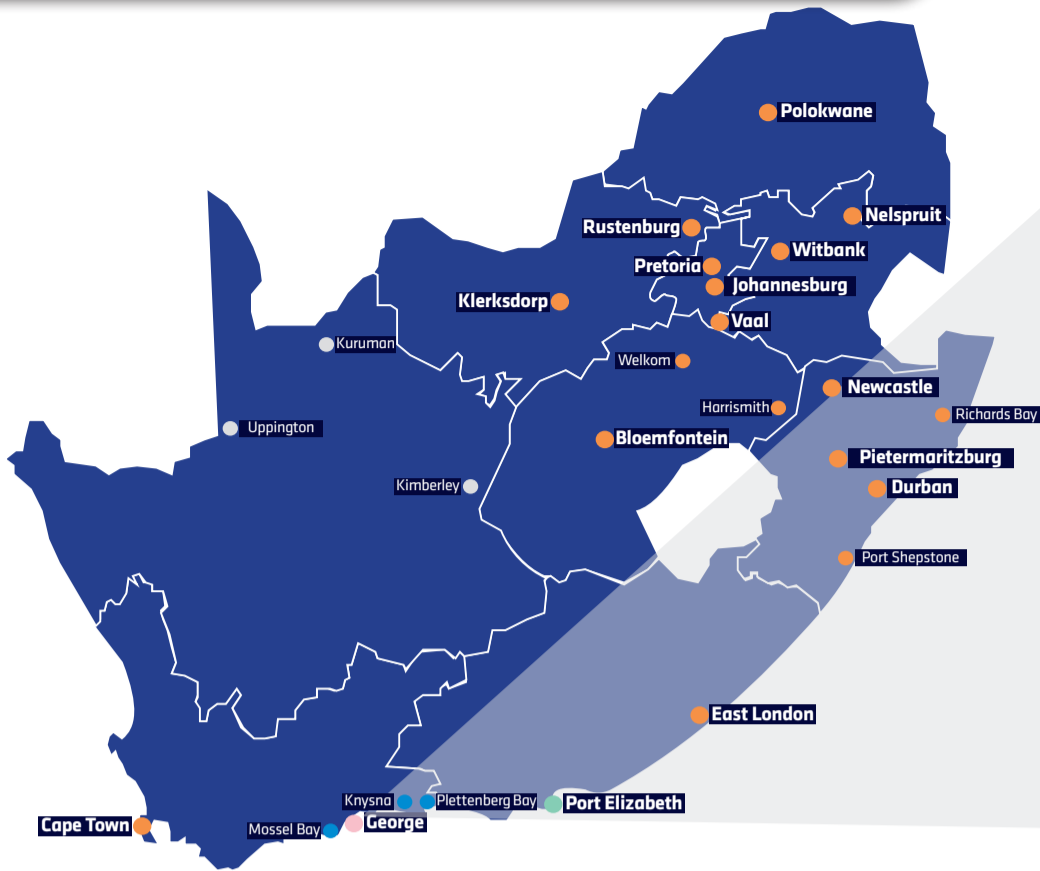 Polokwane
Nelspruit
Rustenburg
Witbank
Pretoria
Johannesburg
Klerksdorp
Vaal
Kuruman
Welkom
Newcastle
Harrismith
Richards Bay
Uppington
Bloemfontein
Pietermaritzburg
Kimberley
Durban
Port Shepstone
East London
Knysna
Plettenberg Bay
Port Elizabeth
George
Cape Town
Mossel Bay